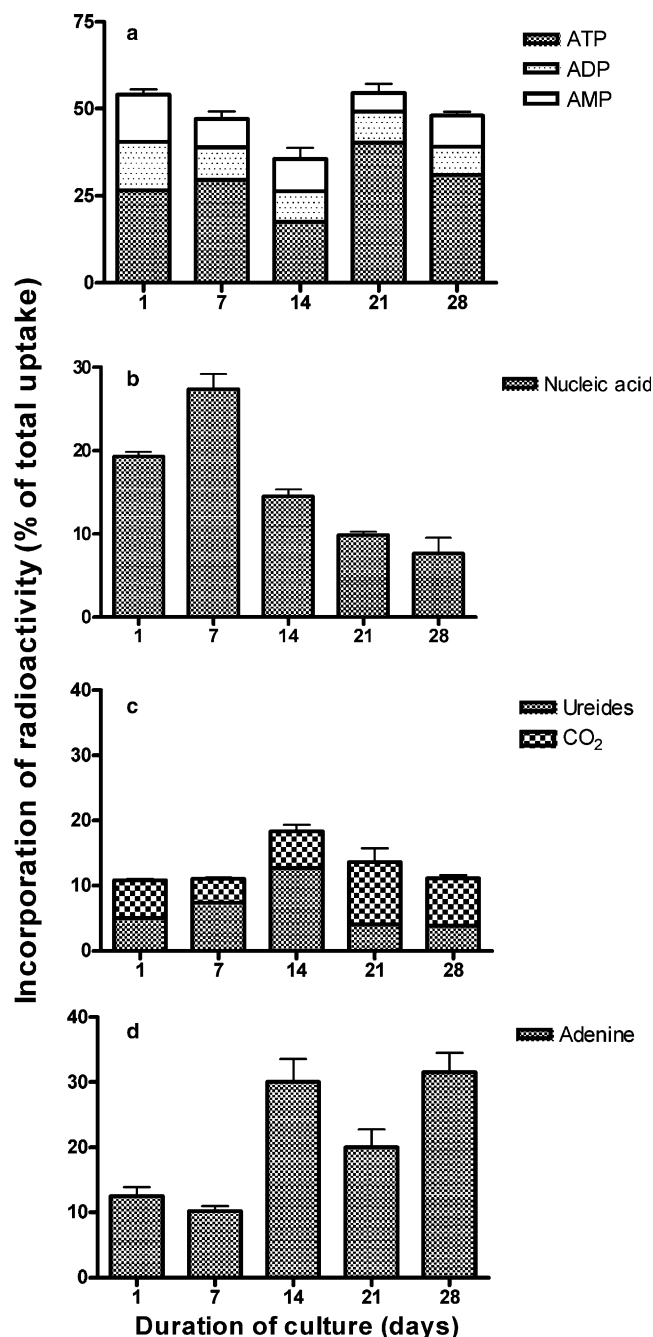 Incorporation of radioactivity (% of total uptake)
a
75
50
25
0
1 7 14 21 28
ATP
ADP
AMP
b
30
20
10
0
1 7 14 21 28
Nucleic acid
c
40
30
20
10
0
1 7 14 21 28
Ureides
CO₂
d
40
30
20
10
0
1 7 14 21 28
Adenine
Duration of culture (days)